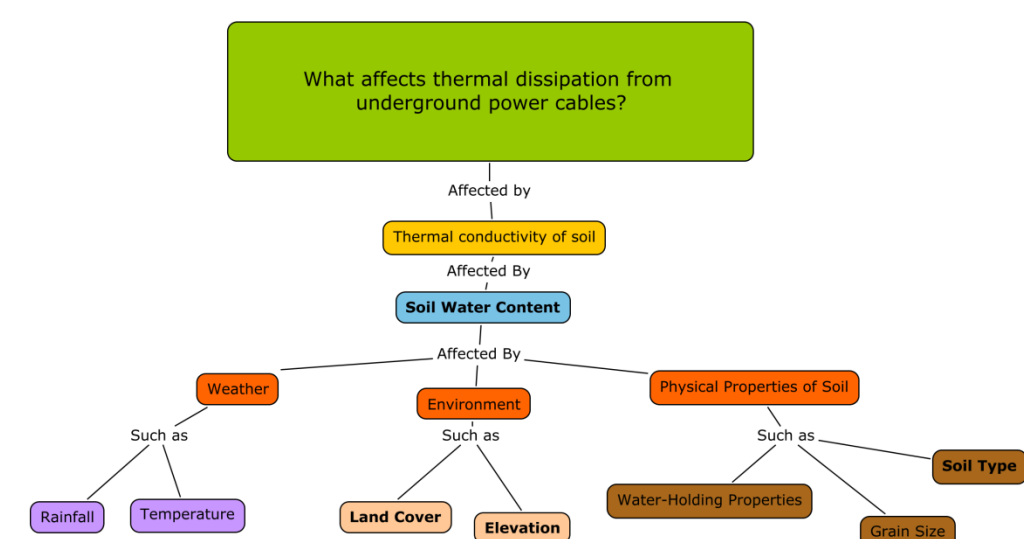 What affects thermal dissipation from
underground power cables?
Affected by
Thermal conductivity of soil
Affected By
Soil Water Content
Affected By
Weather
Environment
Physical Properties of Soil
Such as
Such as
Such as
Rainfall
Temperature
Land Cover
Elevation
Water-Holding Properties
Grain Size
Soil Type